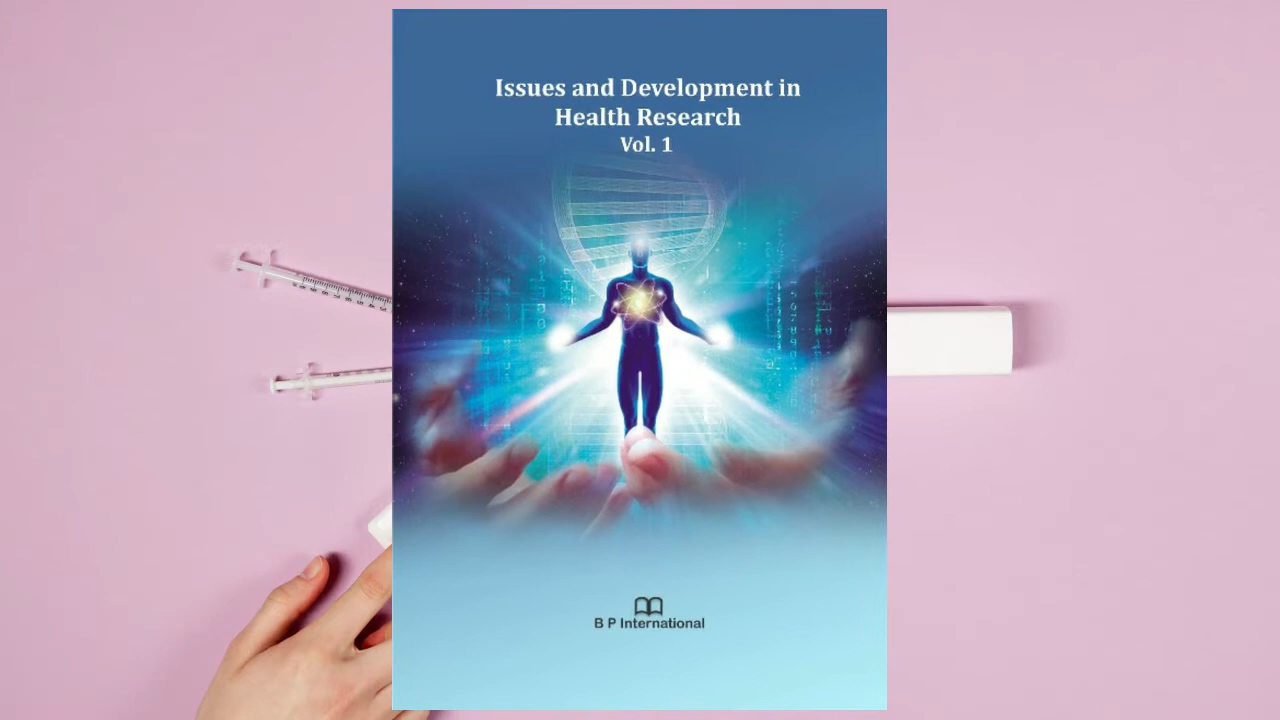 Issues and Development in
Health Research
Vol. 1
B P International